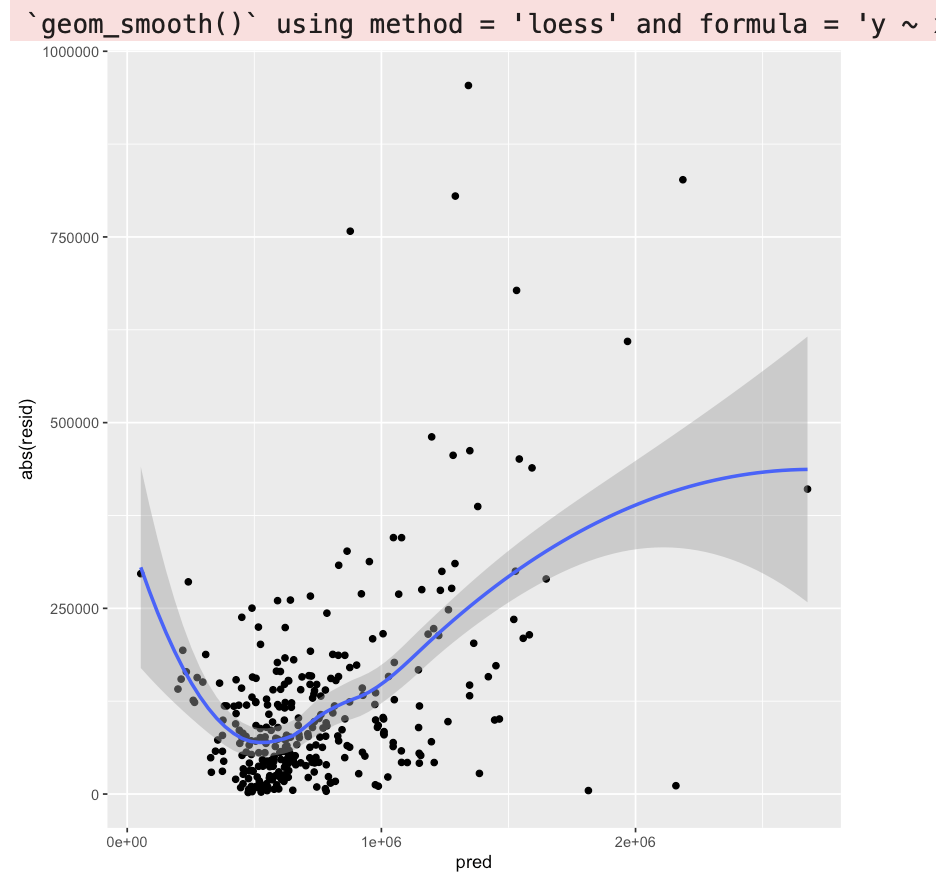 `geom_smooth()` using method = 'loess' and formula = 'y ~
1000000
750000
500000
250000
0
abs(resid)
0e+00 1e+06 2e+06
pred